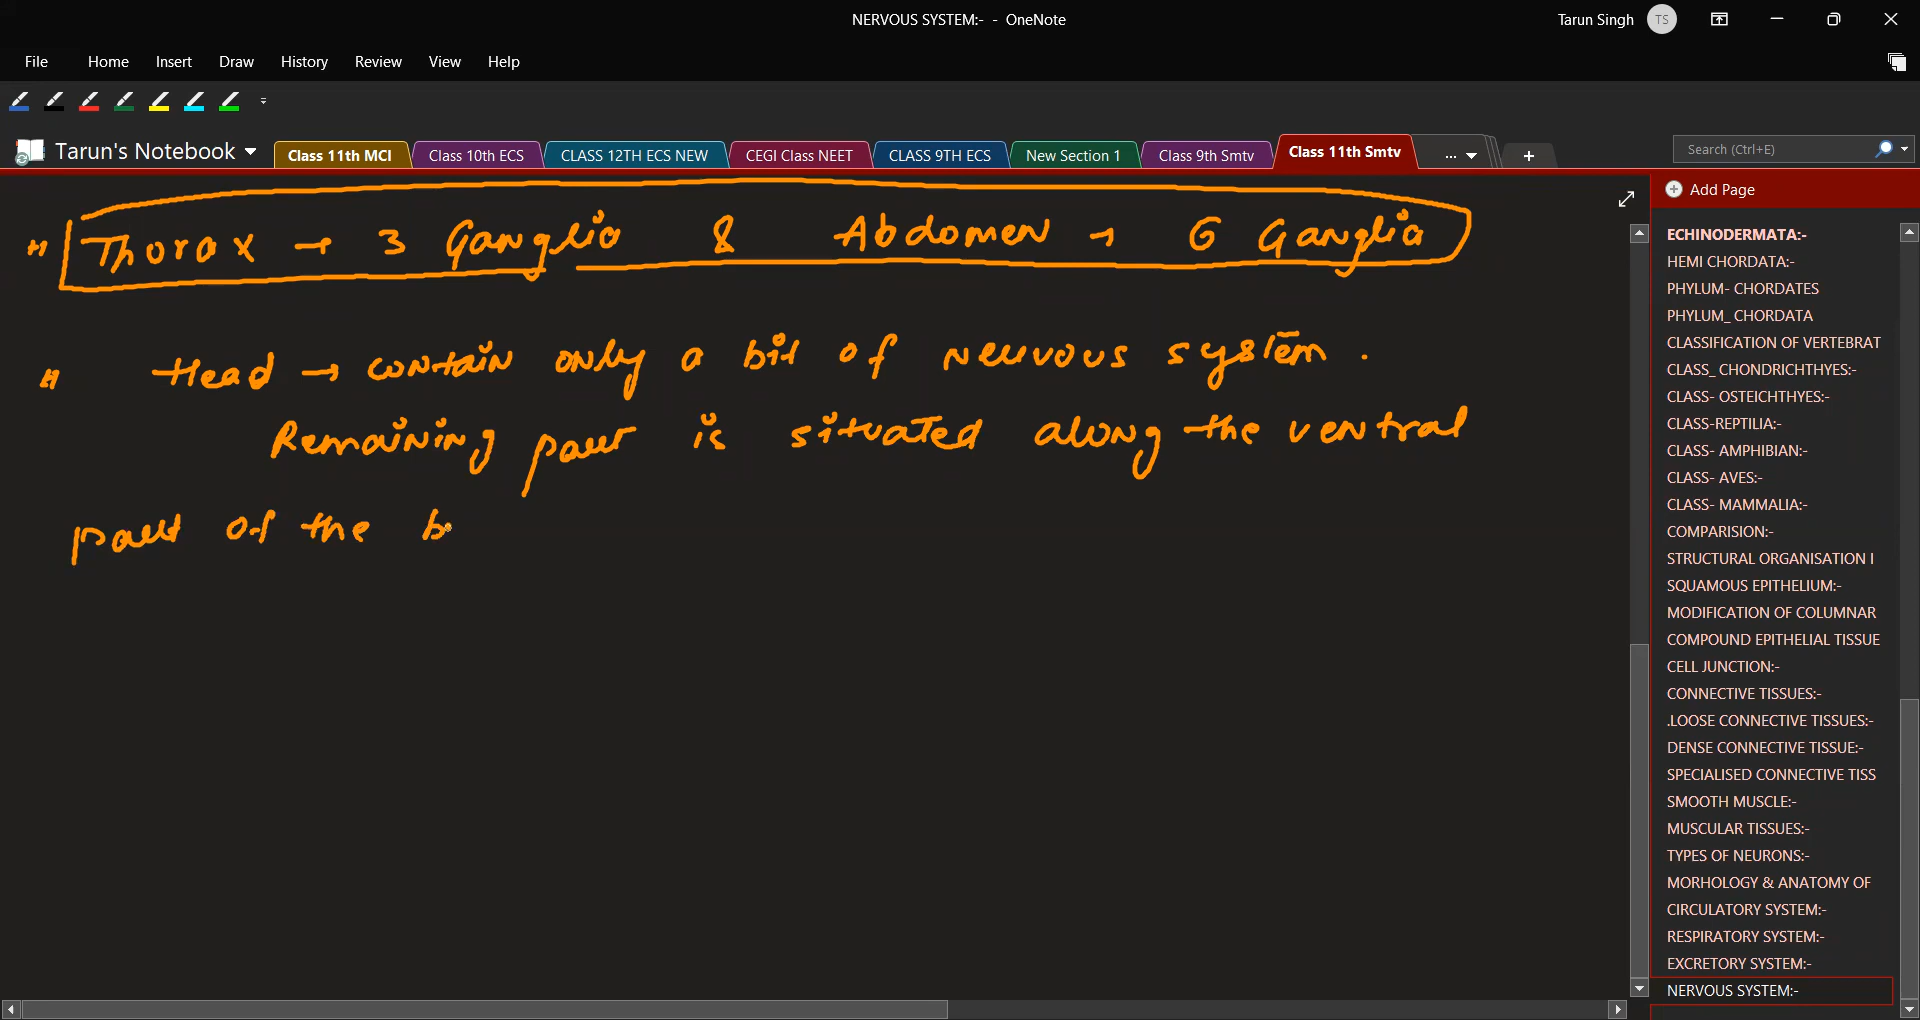 NERVOUS SYSTEM:- - OneNote
Tarun Singh TS
File Home Insert Draw History Review View Help
Tarun's Notebook Class 11th MCI Class 10th ECS CLASS 12TH ECS NEW CEGI Class NEET CLASS 9TH ECS New Section 1 Class 9th Smtv Class 11th Smtv ... + Search (Ctrl+E)
Add Page
Thorax → 3 Ganglia & Abdomen → 6 Ganglia
Head → contain only a bit of nervous system .
Remaining part is situated along the ventral
part of the b
ECHINODERMATA:-
HEMI CHORDATA:-
PHYLUM- CHORDATES
PHYLUM_ CHORDATA
CLASSIFICATION OF VERTEBRAT
CLASS_ CHONDRICHTHYES:-
CLASS- OSTEICHTHYES:-
CLASS-REPTILIA:-
CLASS- AMPHIBIAN:-
CLASS- AVES:-
CLASS- MAMMALIA:-
COMPARISION:-
STRUCTURAL ORGANISATION I
SQUAMOUS EPITHELIUM:-
MODIFICATION OF COLUMNAR
COMPOUND EPITHELIAL TISSUE
CELL JUNCTION:-
CONNECTIVE TISSUES:-
.LOOSE CONNECTIVE TISSUES:-
DENSE CONNECTIVE TISSUE:-
SPECIALISED CONNECTIVE TISS
SMOOTH MUSCLE:-
MUSCULAR TISSUES:-
TYPES OF NEURONS:-
MORHOLOGY & ANATOMY OF
CIRCULATORY SYSTEM:-
RESPIRATORY SYSTEM:-
EXCRETORY SYSTEM:-
NERVOUS SYSTEM:-